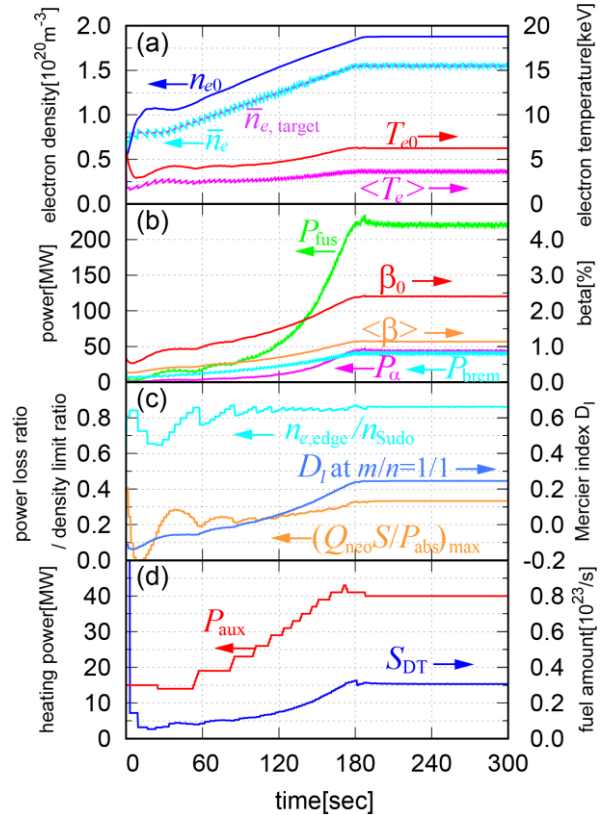 (a)
electron density[10^20 m^-3]
2.0
1.5
1.0
0.5
0.0
n_e0
n̄_e
n̄_e, target
T_e0
<T_e>
20
15
10
5
0
electron temperature[keV]
(b)
power[MW]
200
150
100
50
0
P_fus
β_0
<β>
P_α
P_brem
4.0
3.0
2.0
1.0
0.0
beta[%]
(c)
power loss ratio
/ density limit ratio
0.8
0.6
0.4
0.2
0.0
n_e,edge/n_Sudo
D_I at m/n=1/1
(Q_neoS/P_abs)_max
0.6
0.4
0.2
0.0
-0.2
Mercier index D_I
(d)
heating power[MW]
40
30
20
10
0
P_aux
S_DT
0.8
0.6
0.4
0.2
0.0
fuel amount[10^23/s]
0 60 120 180 240 300
time[sec]